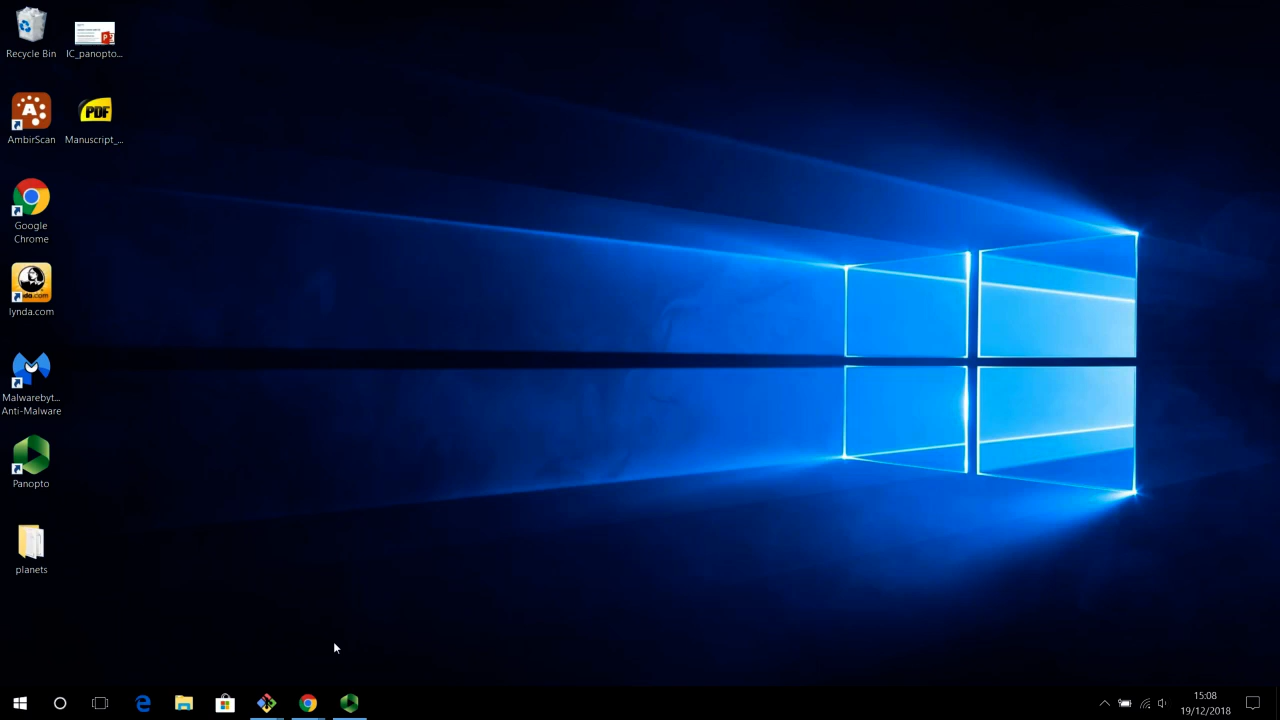 Recycle Bin
IC_panopto...
AmbirScan
PDF
Manuscript_...
Google
Chrome
lynda.com
Malwarebyt...
Anti-Malware
Panopto
planets
15:08
19/12/2018